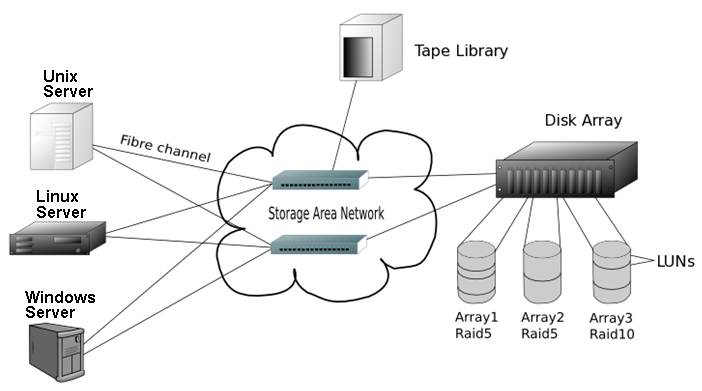 Tape Library
Unix
Server
Fibre channel
Disk Array
Linux
Server
Storage Area Network
LUNs
Windows
Server
Array1
Raid5
Array2
Raid5
Array3
Raid10